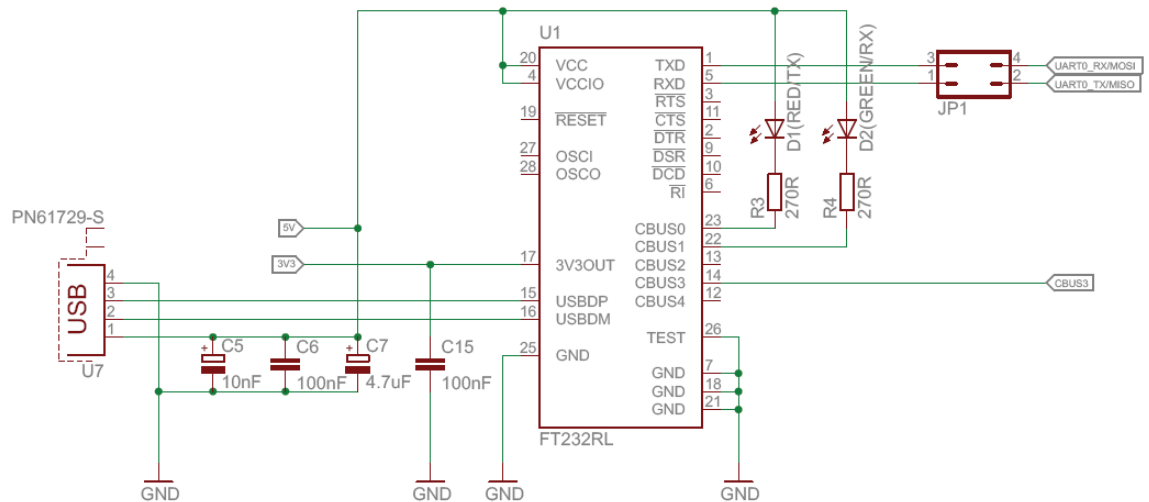 U1
20 VCC TXD 1
4 VCCIO RXD 5
RTS 3
19 RESET CTS 11
DTR 2
27 OSCI DSR 9
28 OSCO DCD 10
RI 6
CBUS0 23
CBUS1 22
17 3V3OUT CBUS2 13
CBUS3 14
15 USBDP CBUS4 12
16 USBDM
TEST 26
25 GND
GND 7
GND 18
GND 21
FT232RL
3 4
1 2
JP1
UART0_RX/MOSI
UART0_TX/MISO
D1(RED/TX)
D2(GREEN/RX)
R3
270R
R4
270R
CBUS3
PN61729-S
5V
3V3
USB
4
3
2
1
U7
+ C5
10nF
C6
100nF
+ C7
4.7uF
C15
100nF
GND
GND
GND
GND